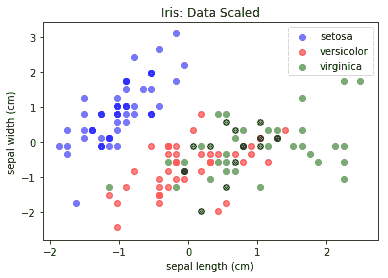 Iris: Data Scaled
setosa
versicolor
virginica
sepal width (cm)
3
2
1
0
−1
−2
−2
−1
0
1
2
sepal length (cm)